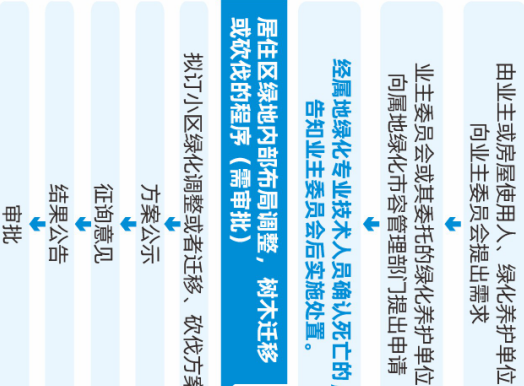 由业主或房屋使用人、绿化养护单位
向业主委员会提出需求
业主委员会或其委托的绿化养护单位
向属地绿化市容管理部门提出申请
经属地绿化专业技术人员确认死亡的
告知业主委员会后实施处置。
居住区绿地内部布局调整，树木迁移
或砍伐的程序（需审批）
拟订小区绿化调整或者迁移、砍伐方案
方案公示
征询意见
结果公告
审批